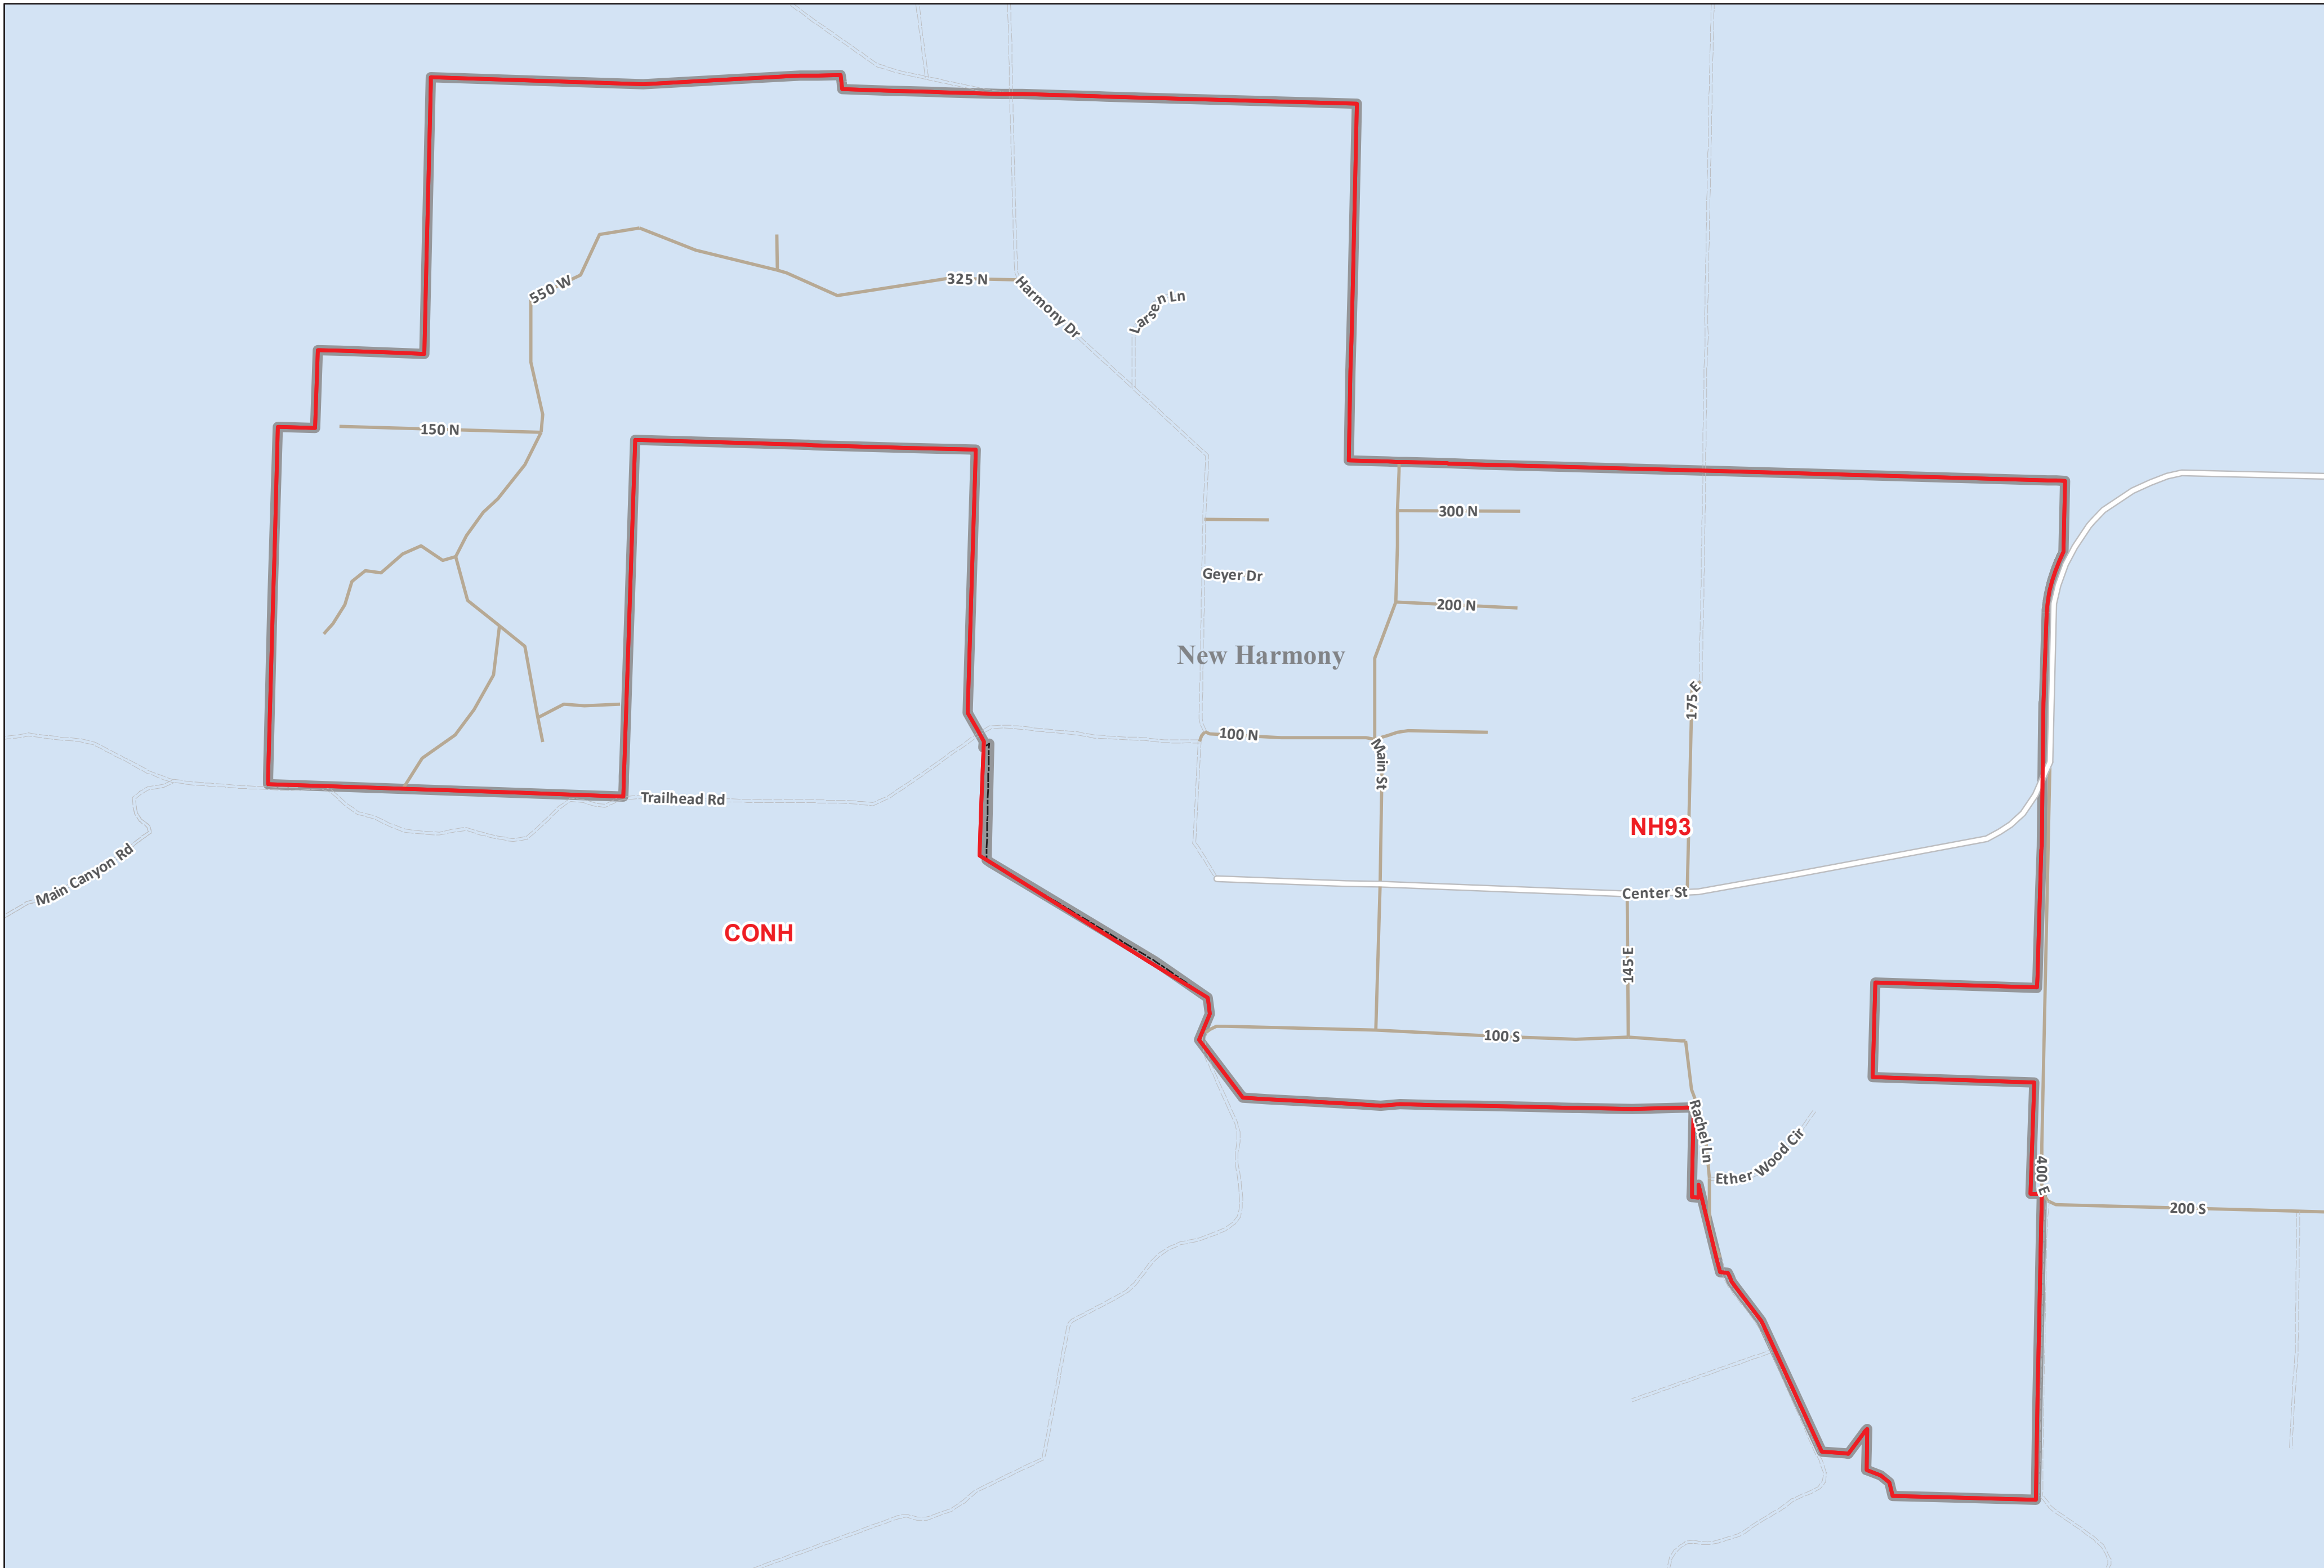 325 N
550 W
Harmony Dr
Larsen Ln
150 N
300 N
Geyer Dr
200 N
New Harmony
175 E
100 N
Main St
Trailhead Rd
NH93
Main Canyon Rd
Center St
CONH
145 E
100 S
Rachel Ln
Ether Wood Cir
400 E
200 S